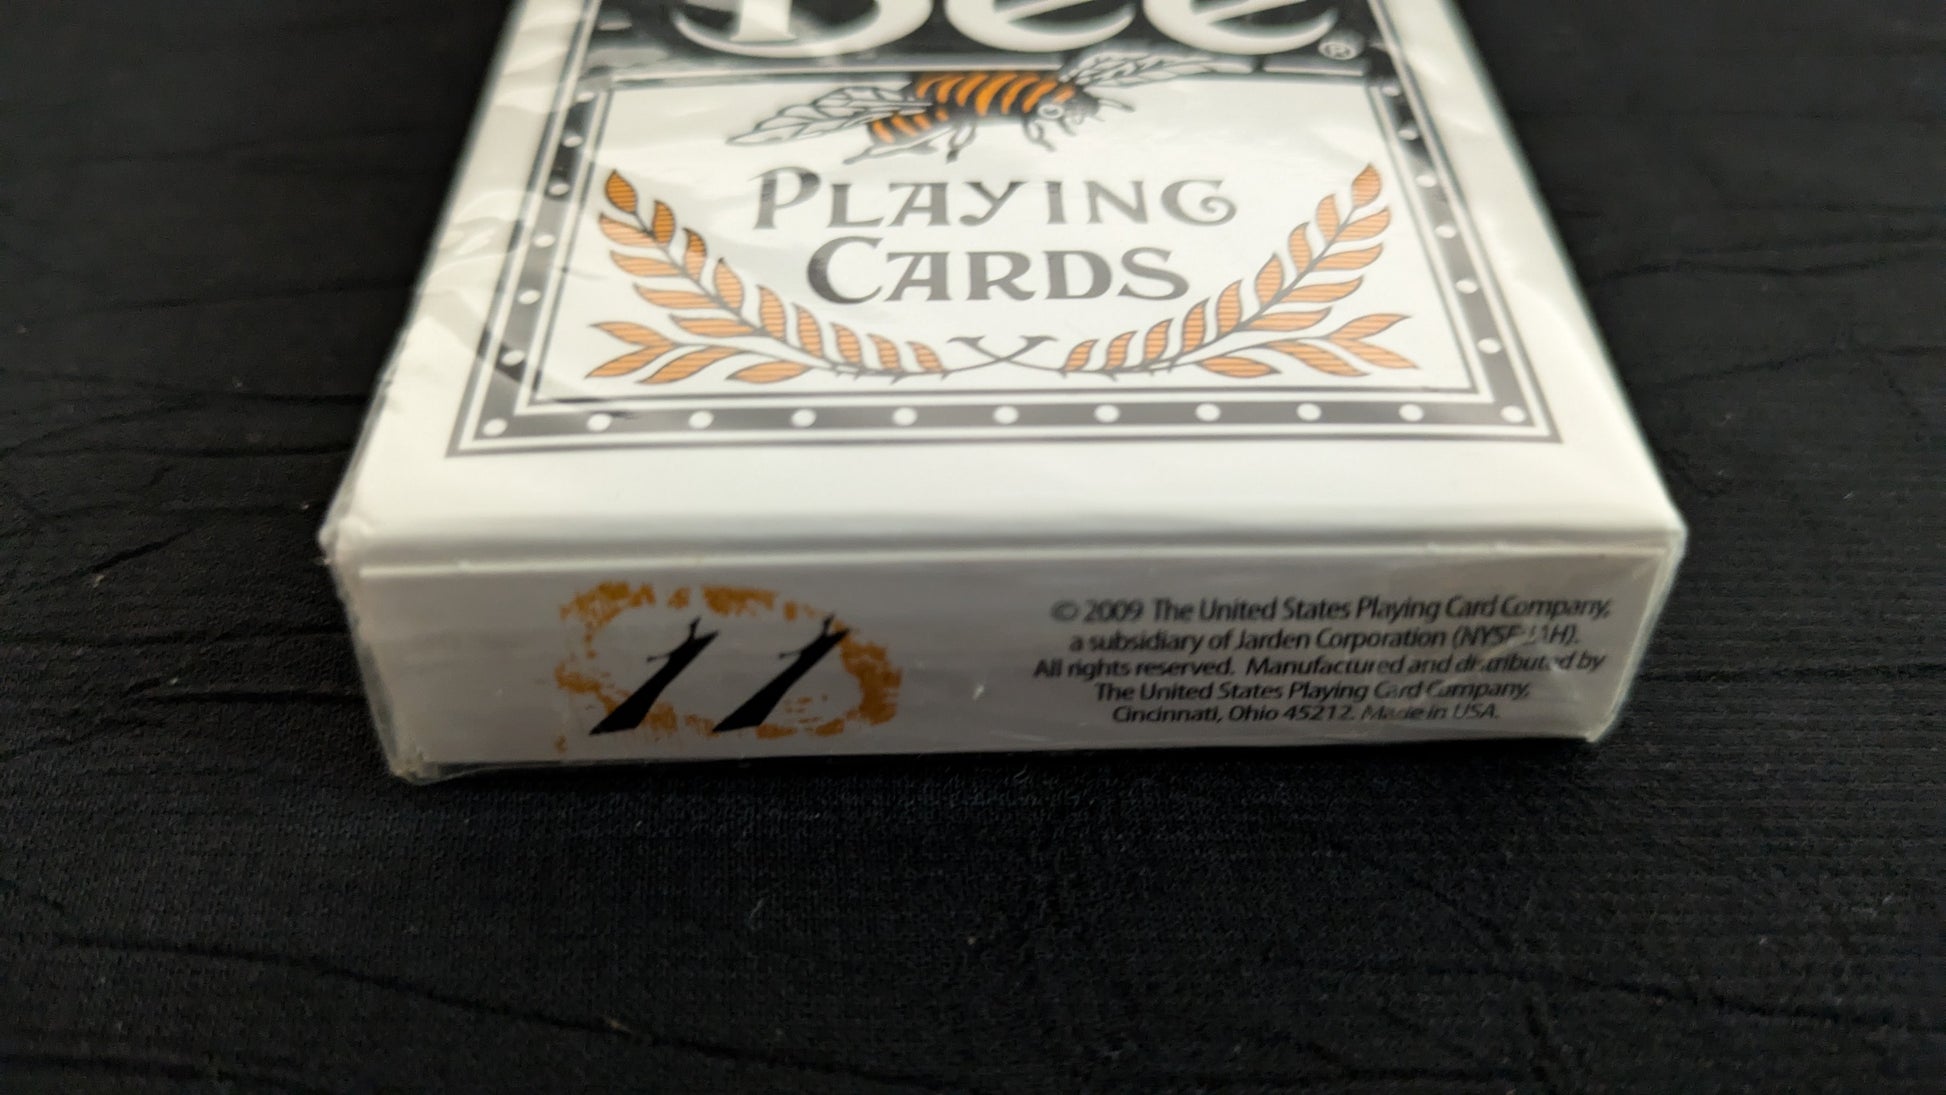 Bee®
PLAYING
CARDS
11
© 2009 The United States Playing Card Company,
a subsidiary of Jarden Corporation (NYSE: JAH).
All rights reserved. Manufactured and distributed by
The United States Playing Card Company,
Cincinnati, Ohio 45212. Made in USA.